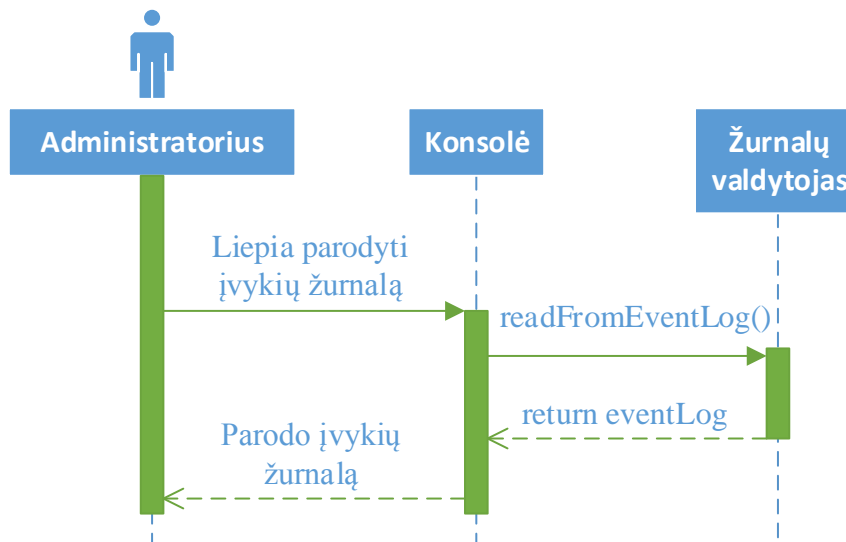 Administratorius
Konsolė
Žurnalų
valdytojas
Liepia parodyti
įvykių žurnalą
readFromEventLog()
return eventLog
Parodo įvykių
žurnalą